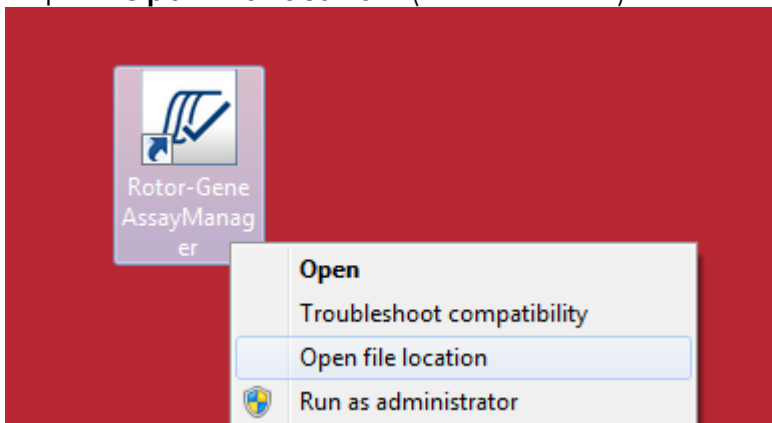 Rotor-Gene
AssayManag
er
Open
Troubleshoot compatibility
Open file location
Run as administrator